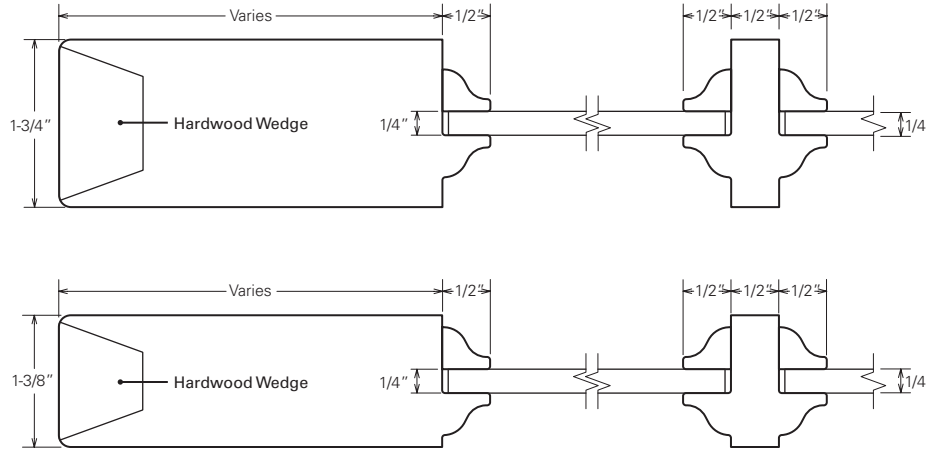 Varies 1/2" 1/2" 1/2" 1/2"
1-3/4" Hardwood Wedge 1/4" 1/4
Varies 1/2" 1/2" 1/2" 1/2"
1-3/8" Hardwood Wedge 1/4" 1/4